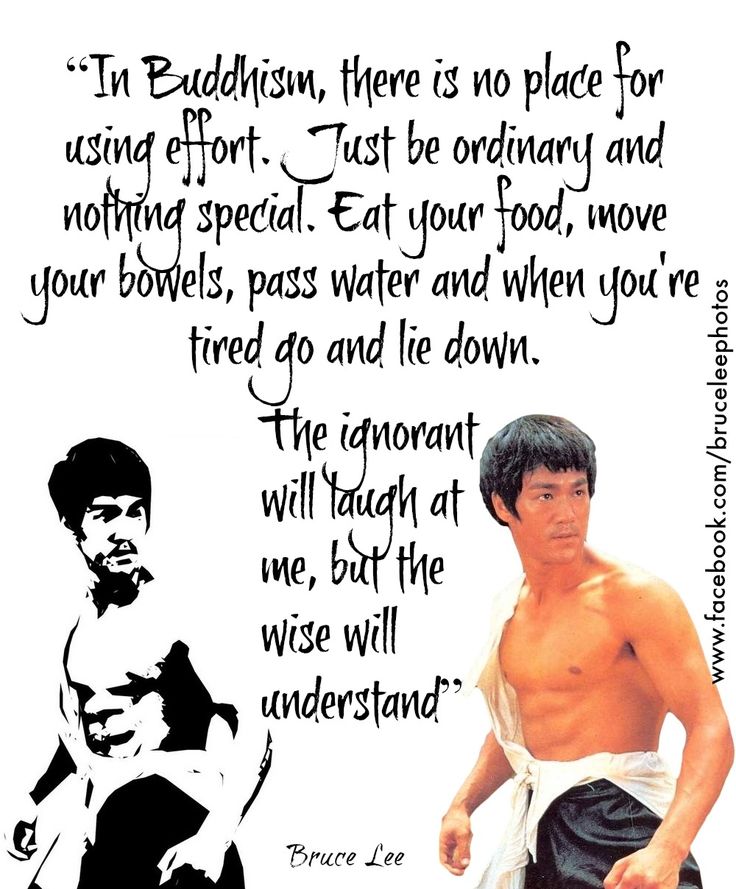 “In Buddhism, there is no place for
using effort. Just be ordinary and
nothing special. Eat your food, move
your bowels, pass water and when you're
tired go and lie down.
The ignorant
will laugh at
me, but the
wise will
understand”
Bruce Lee
www.facebook.com/bruceleephotos